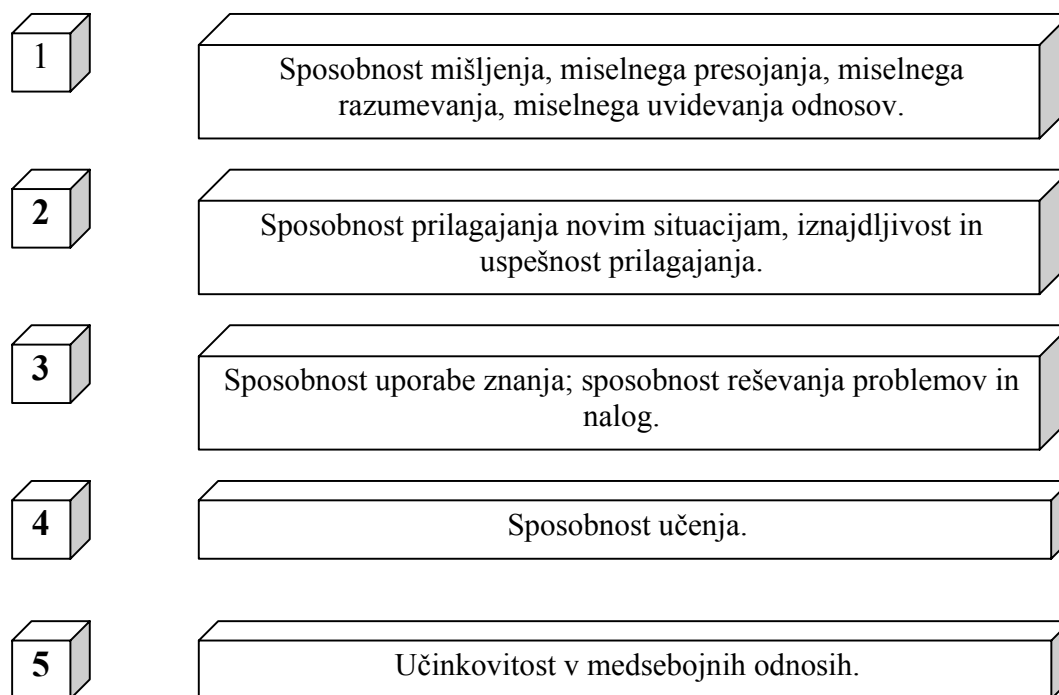 1
Sposobnost mišljenja, miselnega presojanja, miselnega
razumevanja, miselnega uvidevanja odnosov.
2
Sposobnost prilagajanja novim situacijam, iznajdljivost in
uspešnost prilagajanja.
3
Sposobnost uporabe znanja; sposobnost reševanja problemov in
nalog.
4
Sposobnost učenja.
5
Učinkovitost v medsebojnih odnosih.